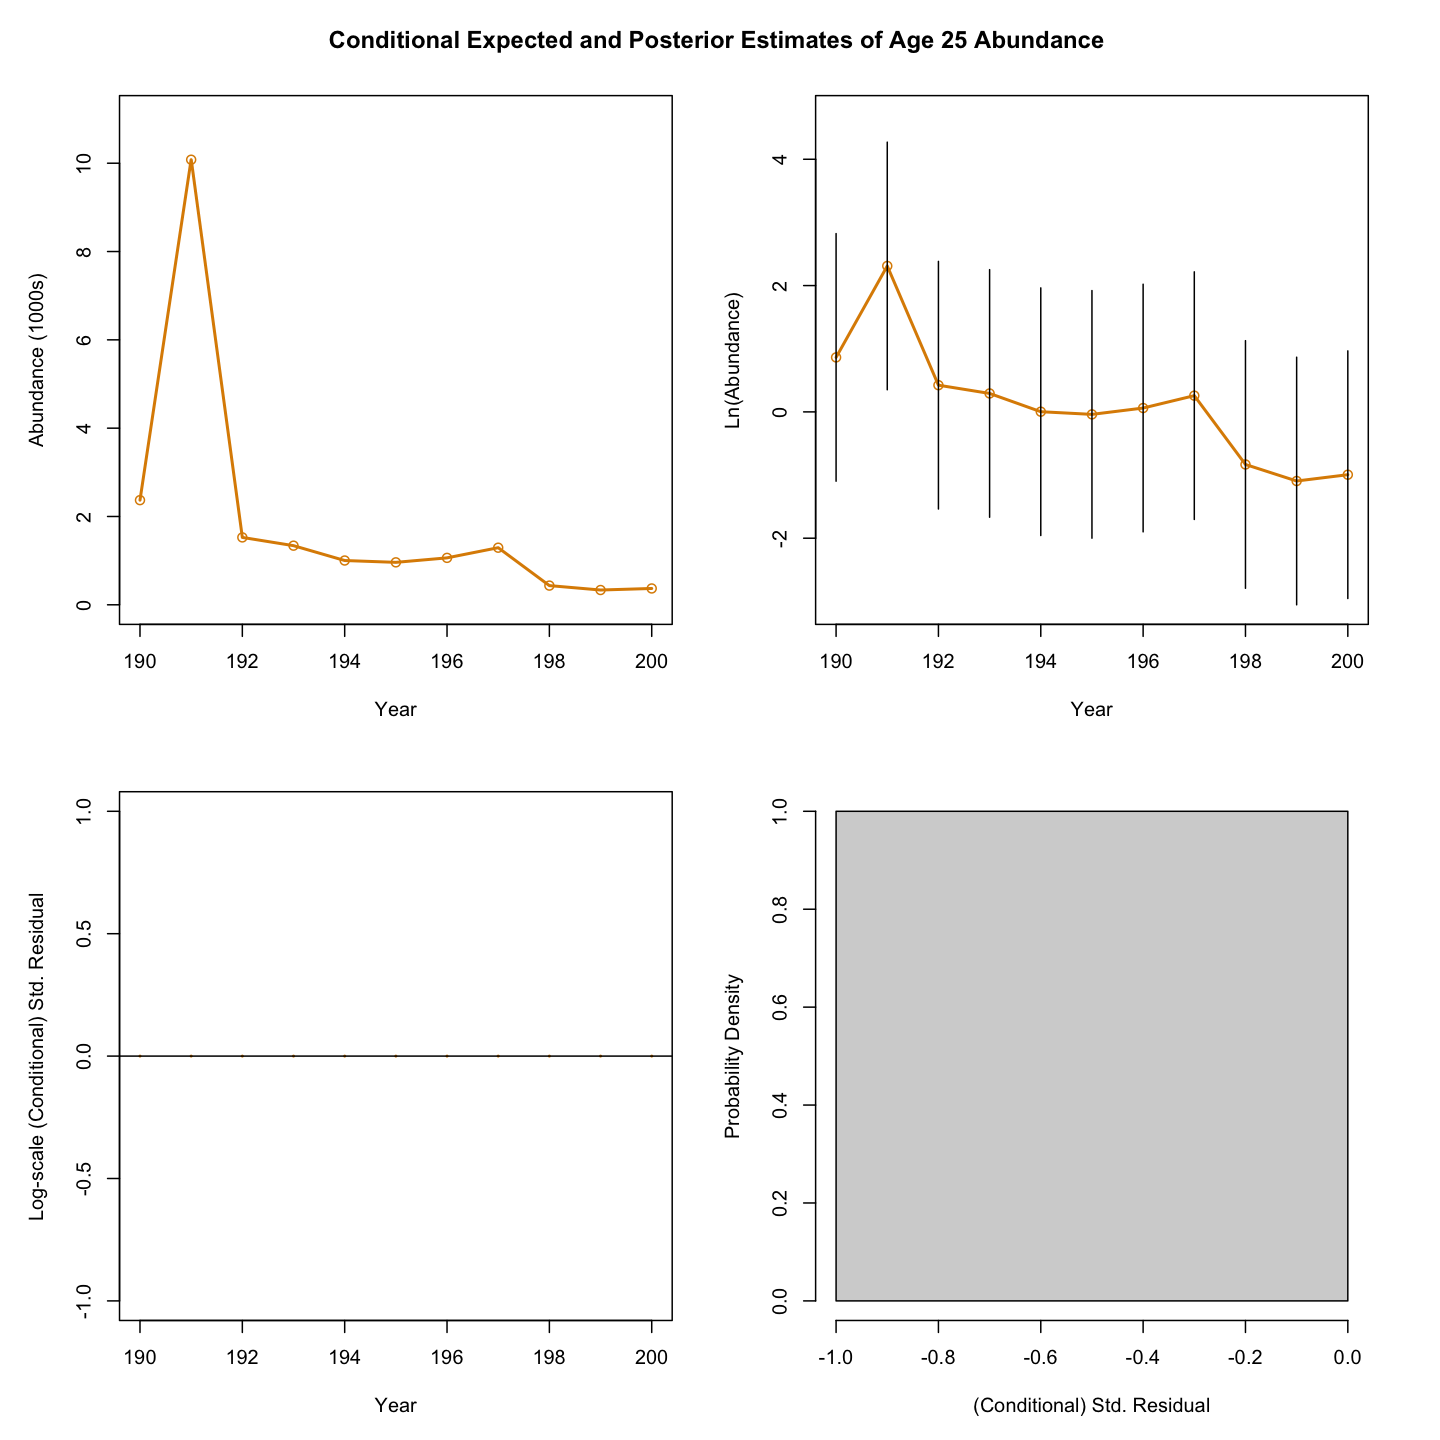 Conditional Expected and Posterior Estimates of Age 25 Abundance
Abundance (1000s)
10
8
6
4
2
0
190 192 194 196 198 200
Year
Ln(Abundance)
4
2
0
-2
190 192 194 196 198 200
Year
Log-scale (Conditional) Std. Residual
1.0
0.5
0.0
-0.5
-1.0
190 192 194 196 198 200
Year
Probability Density
1.0
0.8
0.6
0.4
0.2
0.0
-1.0 -0.8 -0.6 -0.4 -0.2 0.0
(Conditional) Std. Residual